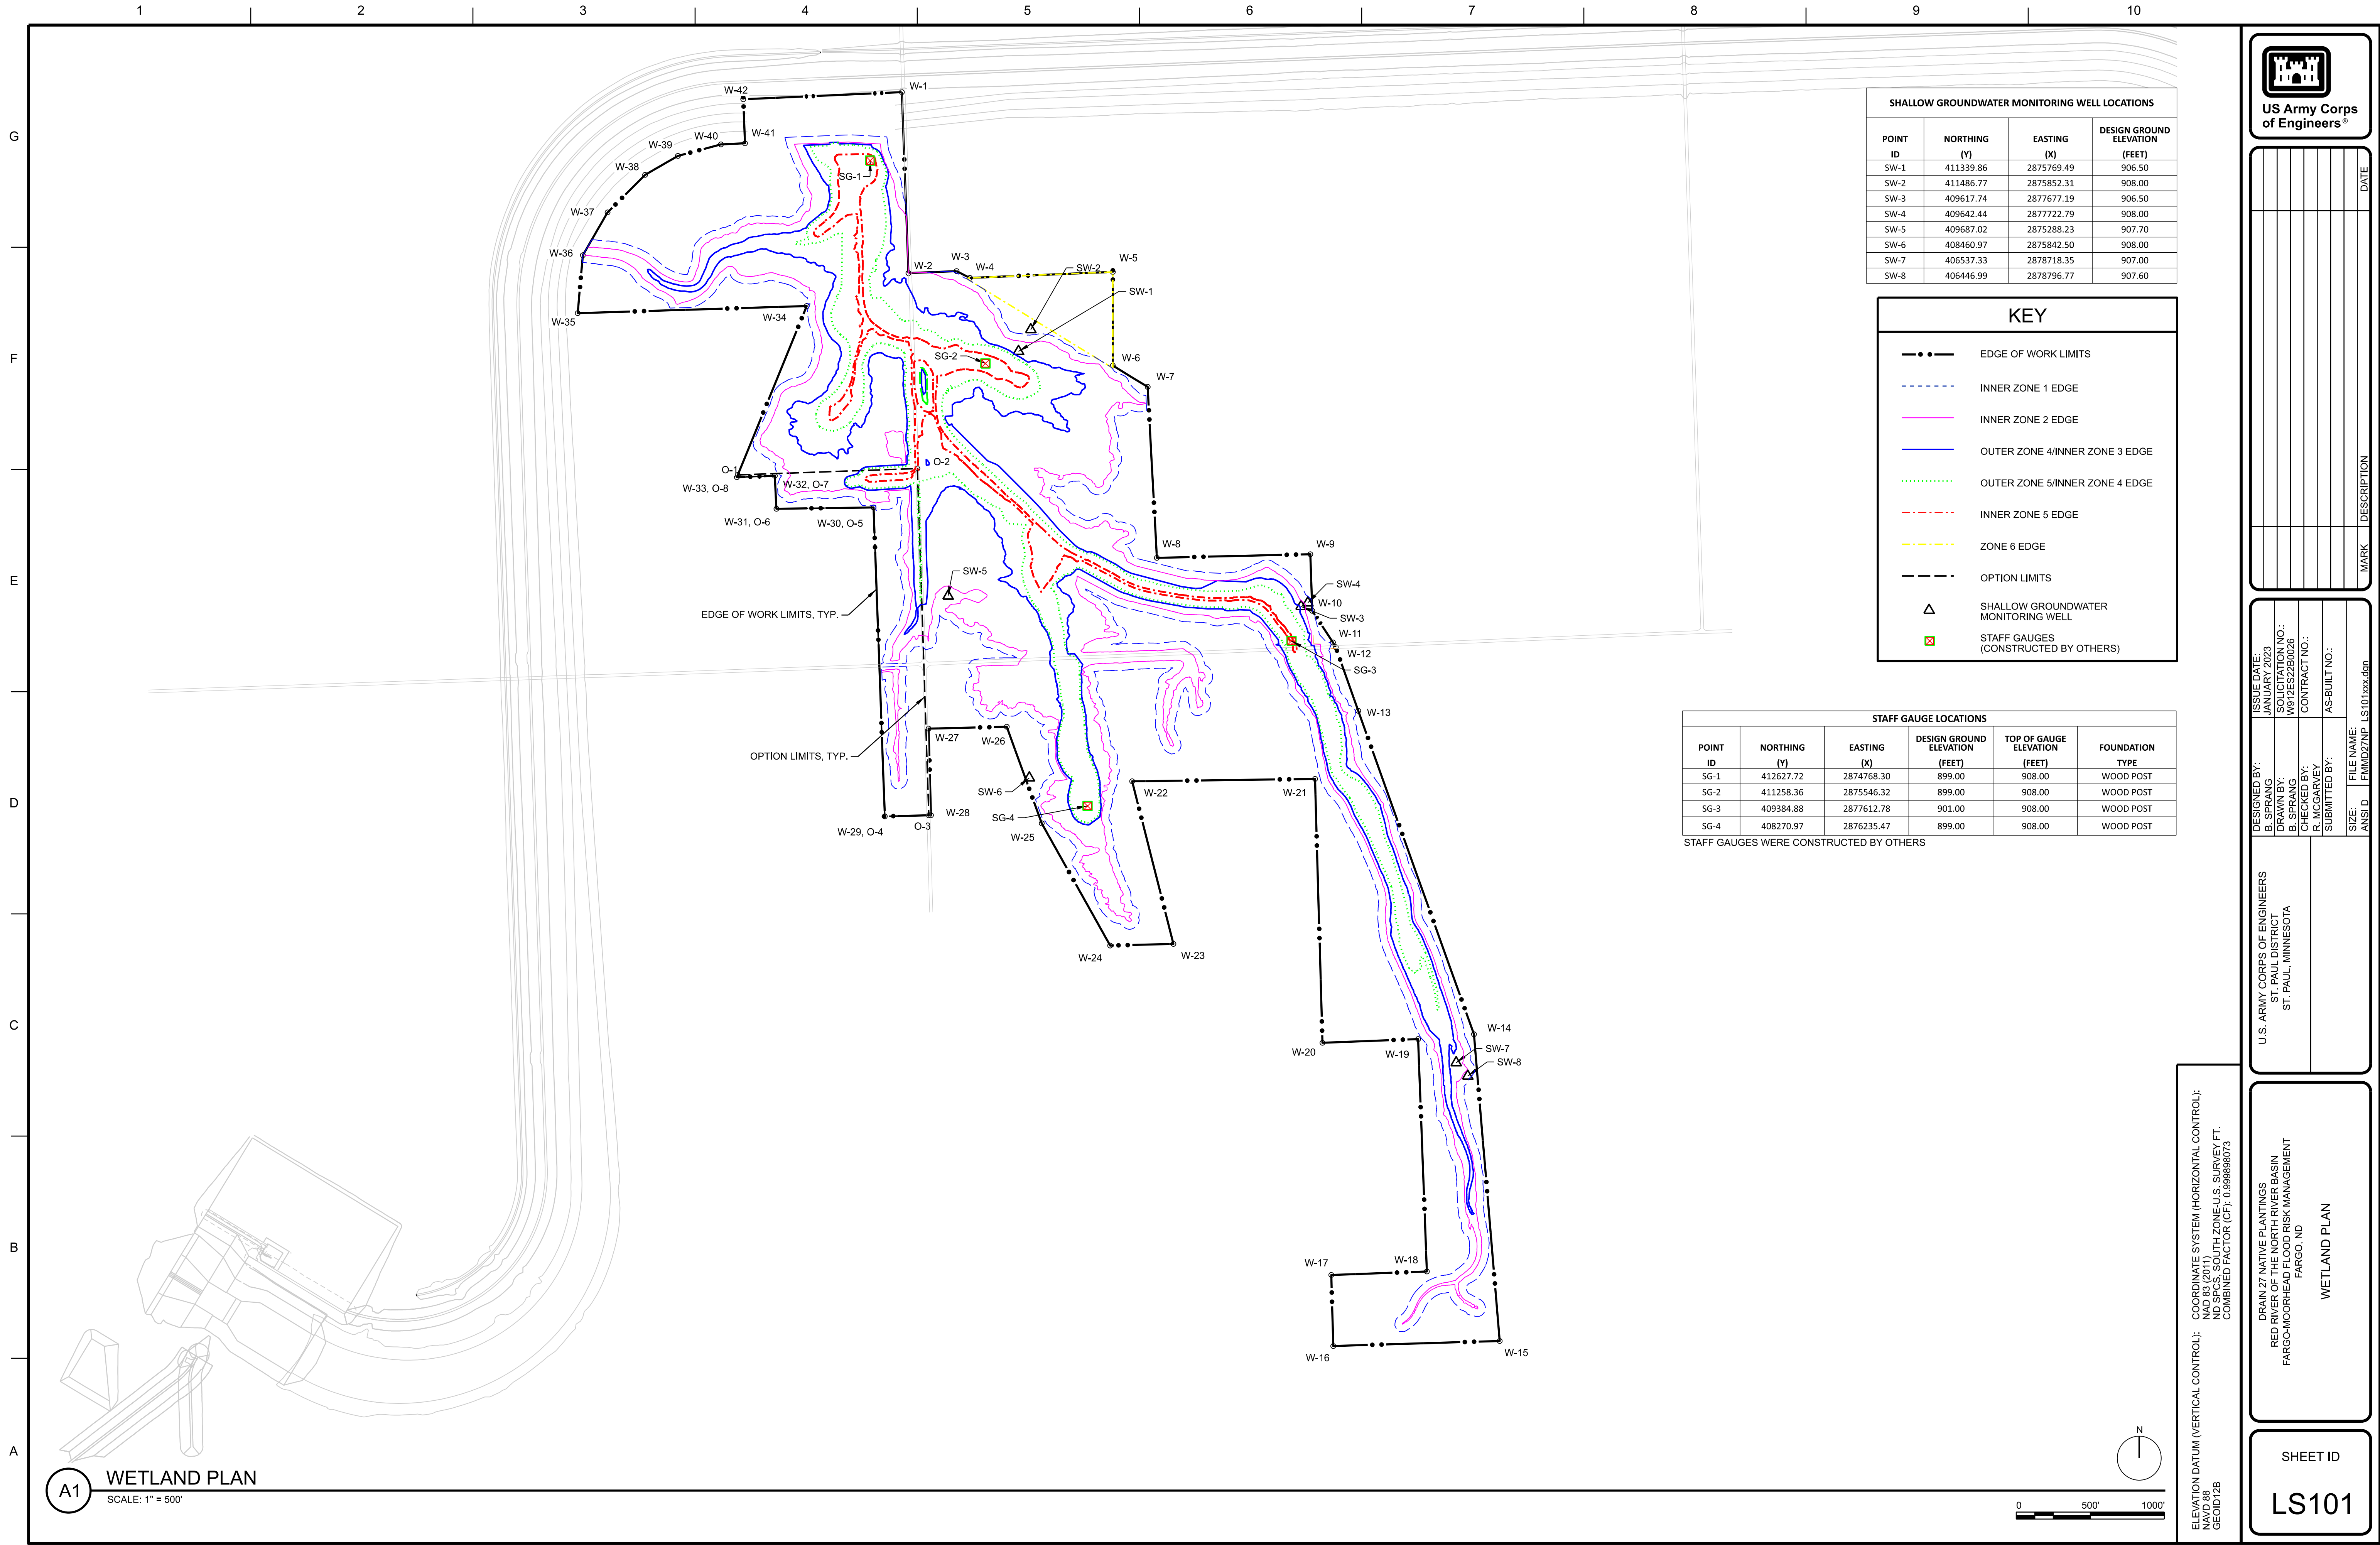 1 2 3 4 5 6 7 8 9 10
G
F
E
D
C
B
A
W-42
W-1
W-41
W-40
W-39
W-38
W-37
W-36
W-35
W-34
SG-1
W-2
W-3
W-4
W-5
SW-2
SW-1
SG-2
W-6
W-7
O-1
O-2
W-33, O-8
W-32, O-7
W-31, O-6
W-30, O-5
W-8
W-9
SW-5
SW-4
W-10
SW-3
W-11
W-12
SG-3
EDGE OF WORK LIMITS, TYP.
W-13
W-27
W-26
OPTION LIMITS, TYP.
SW-6
W-22
W-21
SG-4
W-28
W-29, O-4
O-3
W-25
W-24
W-23
W-14
W-20
W-19
SW-7
SW-8
W-17
W-18
W-16
W-15
SHALLOW GROUNDWATER MONITORING WELL LOCATIONS
POINT ID NORTHING (Y) EASTING (X) DESIGN GROUND ELEVATION (FEET)
SW-1 411339.86 2875769.49 906.50
SW-2 411486.77 2875852.31 908.00
SW-3 409617.74 2877677.19 906.50
SW-4 409642.44 2877722.79 908.00
SW-5 409687.02 2875288.23 907.70
SW-6 408460.97 2875842.50 908.00
SW-7 406537.33 2878718.35 907.00
SW-8 406446.99 2878796.77 907.60
KEY
EDGE OF WORK LIMITS
INNER ZONE 1 EDGE
INNER ZONE 2 EDGE
OUTER ZONE 4/INNER ZONE 3 EDGE
OUTER ZONE 5/INNER ZONE 4 EDGE
INNER ZONE 5 EDGE
ZONE 6 EDGE
OPTION LIMITS
SHALLOW GROUNDWATER
MONITORING WELL
STAFF GAUGES
(CONSTRUCTED BY OTHERS)
STAFF GAUGE LOCATIONS
POINT ID NORTHING (Y) EASTING (X) DESIGN GROUND ELEVATION (FEET) TOP OF GAUGE ELEVATION (FEET) FOUNDATION TYPE
SG-1 412627.72 2874768.30 899.00 908.00 WOOD POST
SG-2 411258.36 2875546.32 899.00 908.00 WOOD POST
SG-3 409384.88 2877612.78 901.00 908.00 WOOD POST
SG-4 408270.97 2876235.47 899.00 908.00 WOOD POST
STAFF GAUGES WERE CONSTRUCTED BY OTHERS
A1
WETLAND PLAN
SCALE: 1" = 500'
N
0 500' 1000'
ELEVATION DATUM (VERTICAL CONTROL):
NAVD 88
GEOID12B
COORDINATE SYSTEM (HORIZONTAL CONTROL):
NAD 83 (2011)
ND SPCS, SOUTH ZONE-U.S. SURVEY FT.
COMBINED FACTOR (CF): 0.999898073
US Army Corps
of Engineers®
MARK DESCRIPTION DATE
DESIGNED BY:
B. SPRANG
DRAWN BY:
B. SPRANG
CHECKED BY:
R. MCGARVEY
SUBMITTED BY:
SIZE:
ANSI D
ISSUE DATE:
JANUARY 2023
SOLICITATION NO.:
W912ES22B0026
CONTRACT NO.:
AS-BUILT NO.:
FILE NAME:
FMMD27NP_LS101xxx.dgn
U.S. ARMY CORPS OF ENGINEERS
ST. PAUL DISTRICT
ST. PAUL, MINNESOTA
DRAIN 27 NATIVE PLANTINGS
RED RIVER OF THE NORTH RIVER BASIN
FARGO-MOORHEAD FLOOD RISK MANAGEMENT
FARGO, ND
WETLAND PLAN
SHEET ID
LS101